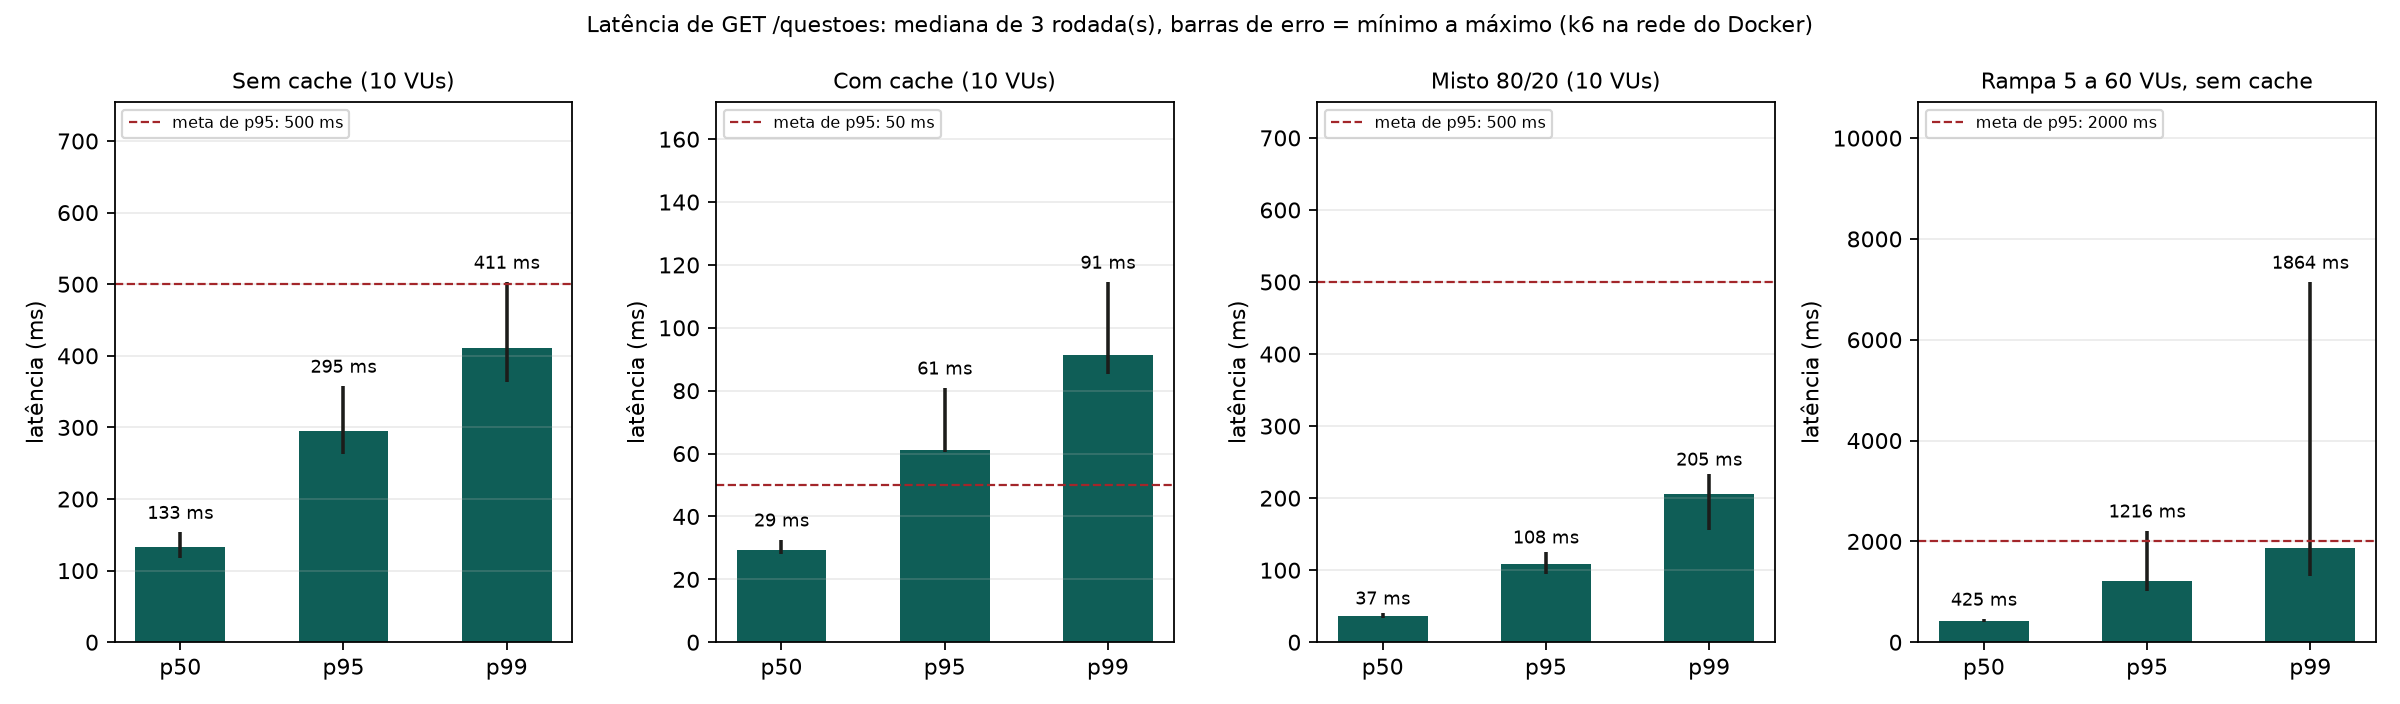 Latência de GET /questoes: mediana de 3 rodada(s), barras de erro = mínimo a máximo (k6 na rede do Docker)
Sem cache (10 VUs)
meta de p95: 500 ms
latência (ms)
700
600
500
400
300
200
100
0
133 ms
295 ms
411 ms
p50
p95
p99
Com cache (10 VUs)
meta de p95: 50 ms
latência (ms)
160
140
120
100
80
60
40
20
0
29 ms
61 ms
91 ms
p50
p95
p99
Misto 80/20 (10 VUs)
meta de p95: 500 ms
latência (ms)
700
600
500
400
300
200
100
0
37 ms
108 ms
205 ms
p50
p95
p99
Rampa 5 a 60 VUs, sem cache
meta de p95: 2000 ms
latência (ms)
10000
8000
6000
4000
2000
0
425 ms
1216 ms
1864 ms
p50
p95
p99